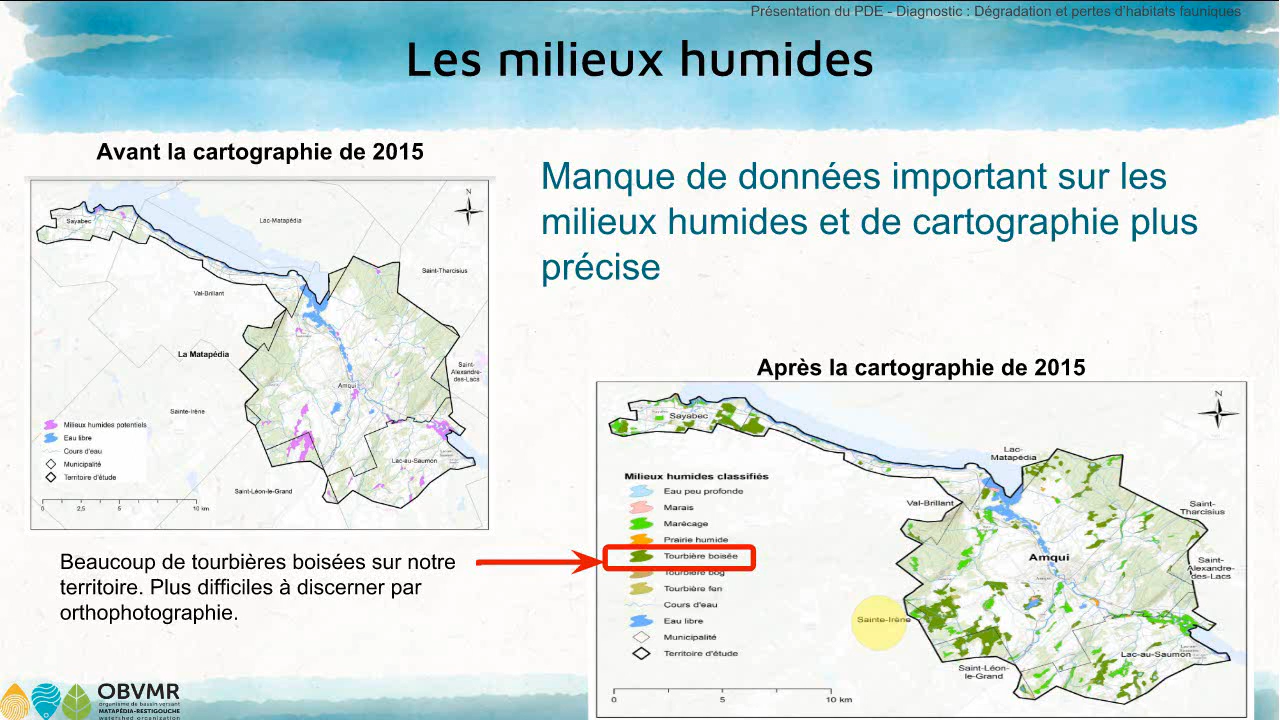 Présentation du PDE - Diagnostic : Dégradation et pertes d'habitats fauniques
Les milieux humides
Avant la cartographie de 2015
Manque de données important sur les
milieux humides et de cartographie plus
précise
N
Sayabec
Lac-Matapédia
Saint-Tharcisius
Val-Brillant
La Matapédia
Saint-
Alexandre-
des-Lacs
Amqui
Sainte-Irène
Lac-au-Saumon
Saint-Léon-le-Grand
Milieux humides potentiels
Eau libre
Cours d'eau
Municipalité
Territoire d'étude
0 2,5 5 10 km
Beaucoup de tourbières boisées sur notre
territoire. Plus difficiles à discerner par
orthophotographie.
Après la cartographie de 2015
N
Sayabec
Lac-
Matapédia
Val-Brillant
Saint-
Tharcisius
Amqui
Saint-
Alexandre-
des-Lacs
Sainte-Irène
Lac-au-Saumon
Saint-Léon-
le-Grand
Milieux humides classifiés
Eau peu profonde
Marais
Marécage
Prairie humide
Tourbière boisée
Tourbière bog
Tourbière fen
Cours d'eau
Eau libre
Municipalité
Territoire d'étude
0 5 10 km
OBVMR
organisme de bassin versant
MATAPÉDIA-RESTIGOUCHE
watershed organization